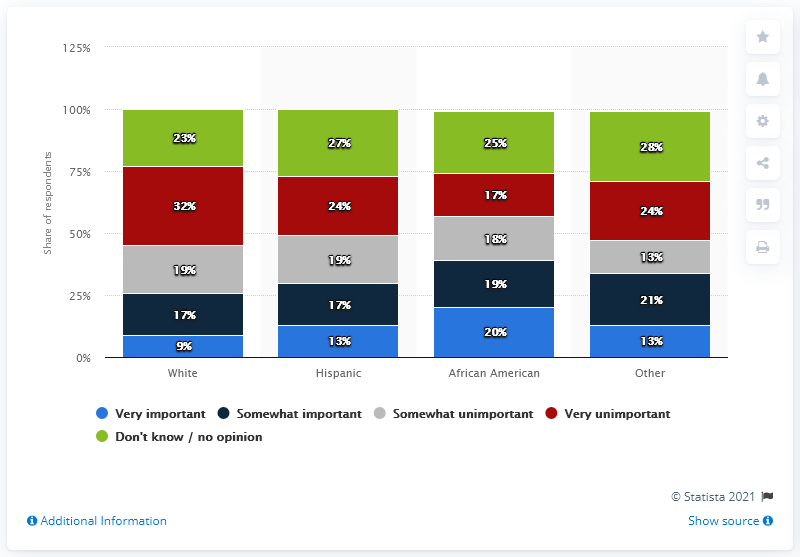 125%
100%
75%
50%
25%
0%
Share of respondents
23% 27% 25% 28%
32% 24% 17% 24%
19% 19% 18% 13%
17% 17% 19% 21%
9% 13% 20% 13%
White Hispanic African American Other
Very important Somewhat important Somewhat unimportant Very unimportant
Don't know / no opinion
© Statista 2021
Additional Information Show source